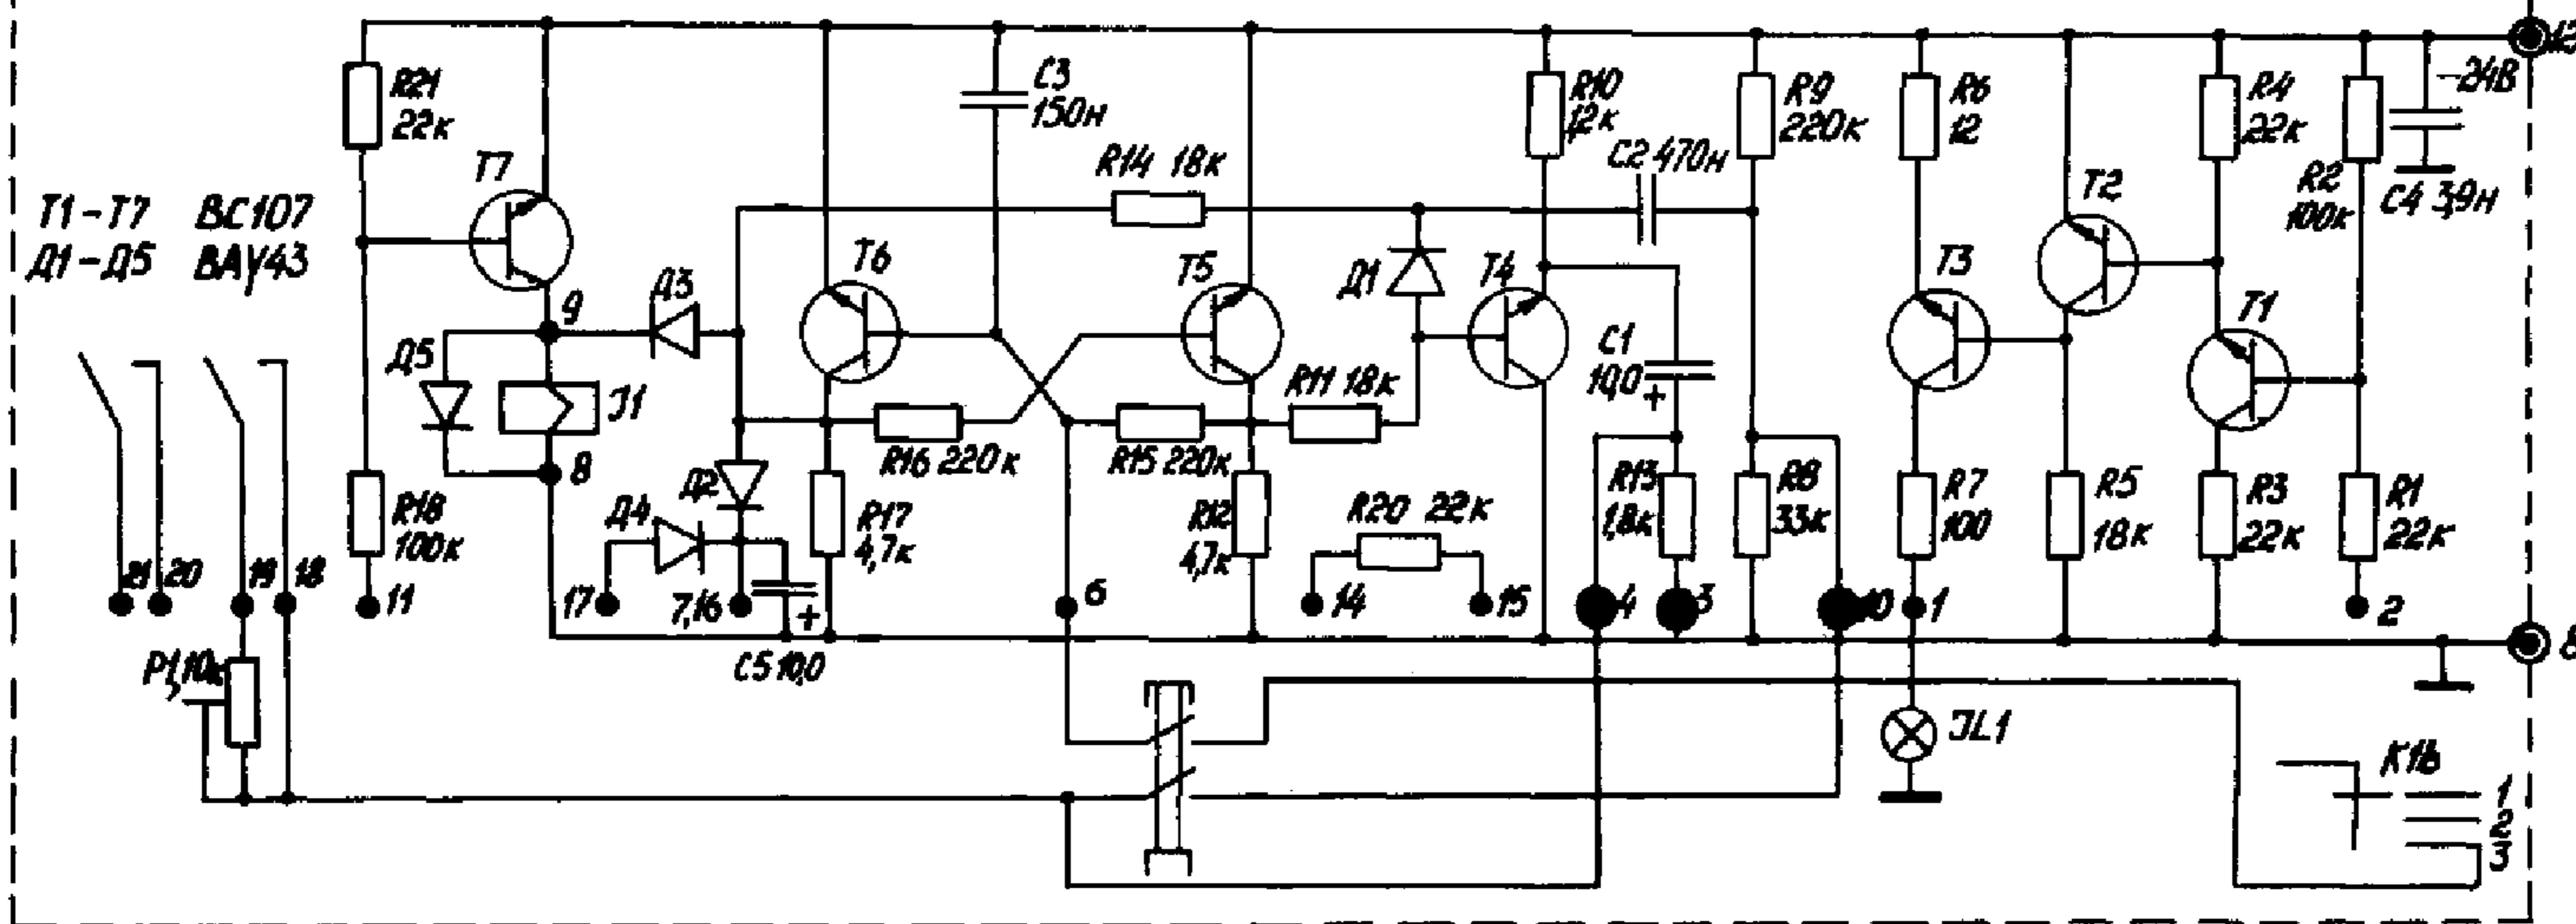 R21
22к
T7
T1-T7 BC107
Д1-Д5 BAY43
9
Д5
J1
8
Д3
R18
100к
21 20 19 18 11
P1, 10к
C3
150н
R14 18к
T6
T5
R16 220к
R15 220к
Д2
Д4
R17
4,7к
17
7,16
+
C5 10,0
6
R12
4,7к
R11 18к
R20 22к
14
15
Д1
T4
R10
12к
C2 470н
R9
220к
C1
10,0
+
R13
1,8к
R8
33к
4
3
10
1
R6
12
T3
T2
R7
100
R5
18к
R4
22к
T1
R3
22к
R2
100к
R1
22к
2
-24В
C4 3,9н
8
JL1
K1b
1
2
3